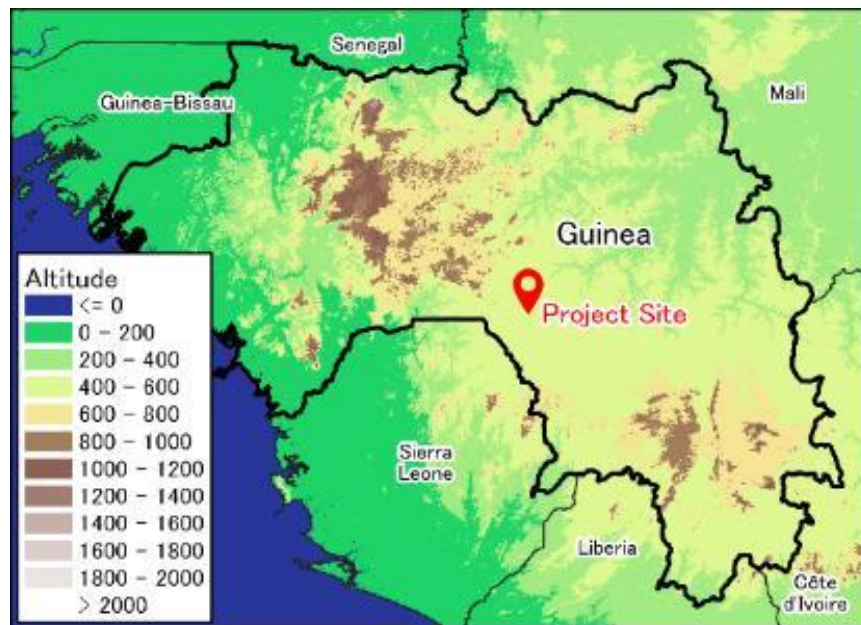 Senegal
Guinea-Bissau
Mali
Guinea
Project Site
Altitude
<= 0
0 - 200
200 - 400
400 - 600
600 - 800
800 - 1000
1000 - 1200
1200 - 1400
1400 - 1600
1600 - 1800
1800 - 2000
> 2000
Sierra
Leone
Liberia
Côte
d'Ivoire